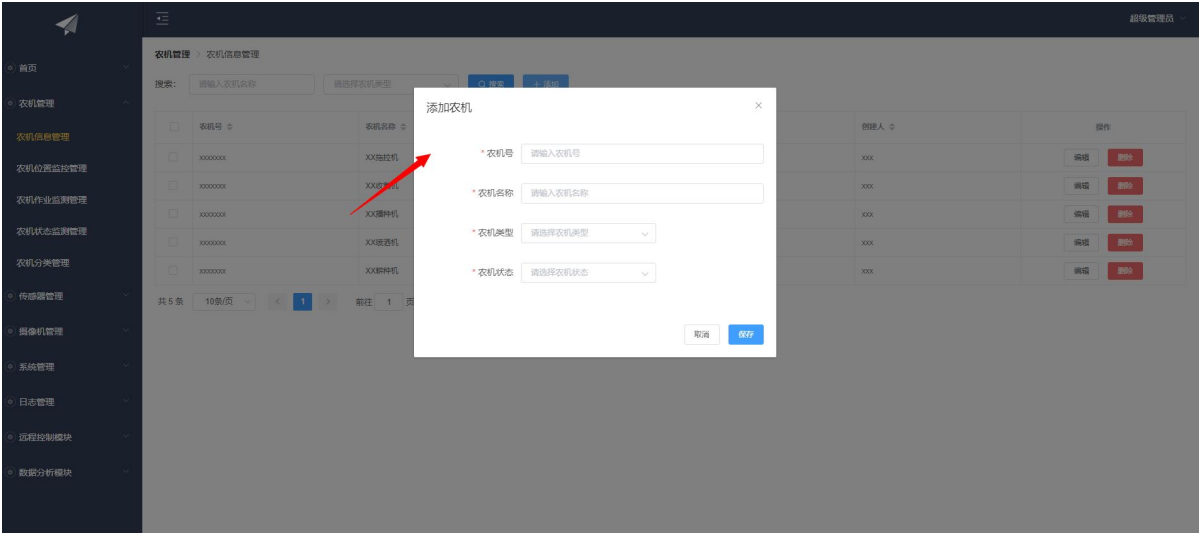 超级管理员
首页
农机管理
农机信息管理
农机位置监控管理
农机作业监测管理
农机状态监测管理
农机分类管理
传感器管理
摄像机管理
系统管理
日志管理
远程控制模块
数据分析模块
农机管理 > 农机信息管理
搜索: 请输入农机名称 请选择农机类型 搜索 + 添加
农机号 农机名称 创建人 操作
xxxxxxx XX拖拉机 xxx 编辑 删除
xxxxxxx XX收割机 xxx 编辑 删除
xxxxxxx XX播种机 xxx 编辑 删除
xxxxxxx XX喷洒机 xxx 编辑 删除
xxxxxxx XX耕种机 xxx 编辑 删除
共 5 条 10条/页 < 1 > 前往 1 页
添加农机 ×
* 农机号 请输入农机号
* 农机名称 请输入农机名称
* 农机类型 请选择农机类型
* 农机状态 请选择农机状态
取消 保存